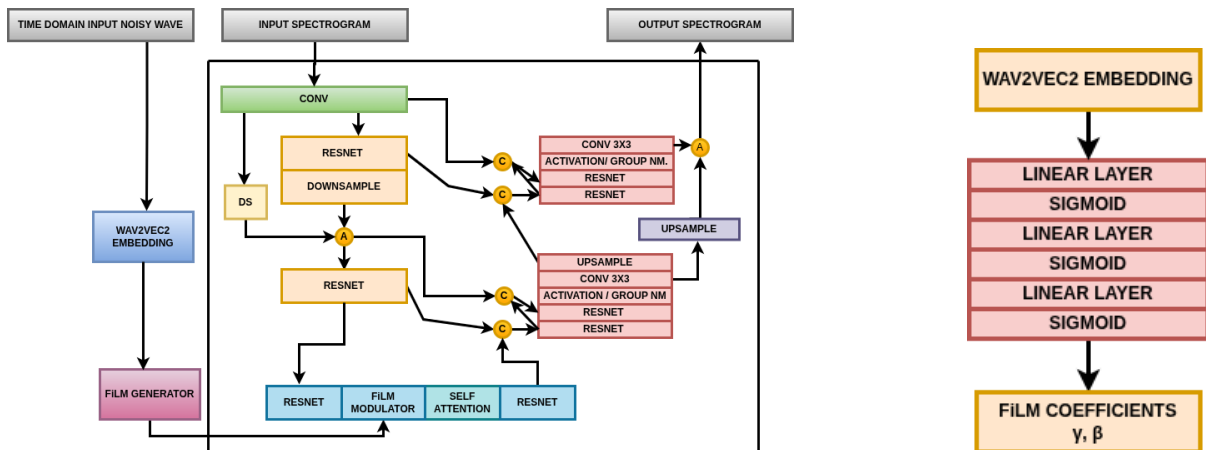 TIME DOMAIN INPUT NOISY WAVE
INPUT SPECTROGRAM
OUTPUT SPECTROGRAM
CONV
RESNET
DOWNSAMPLE
DS
A
RESNET
WAV2VEC2
EMBEDDING
FiLM GENERATOR
RESNET
FiLM
MODULATOR
SELF
ATTENTION
RESNET
C
C
C
C
CONV 3X3
ACTIVATION/ GROUP NM.
RESNET
RESNET
A
UPSAMPLE
UPSAMPLE
CONV 3X3
ACTIVATION / GROUP NM
RESNET
RESNET
WAV2VEC2 EMBEDDING
LINEAR LAYER
SIGMOID
LINEAR LAYER
SIGMOID
LINEAR LAYER
SIGMOID
FiLM COEFFICIENTS
γ, β